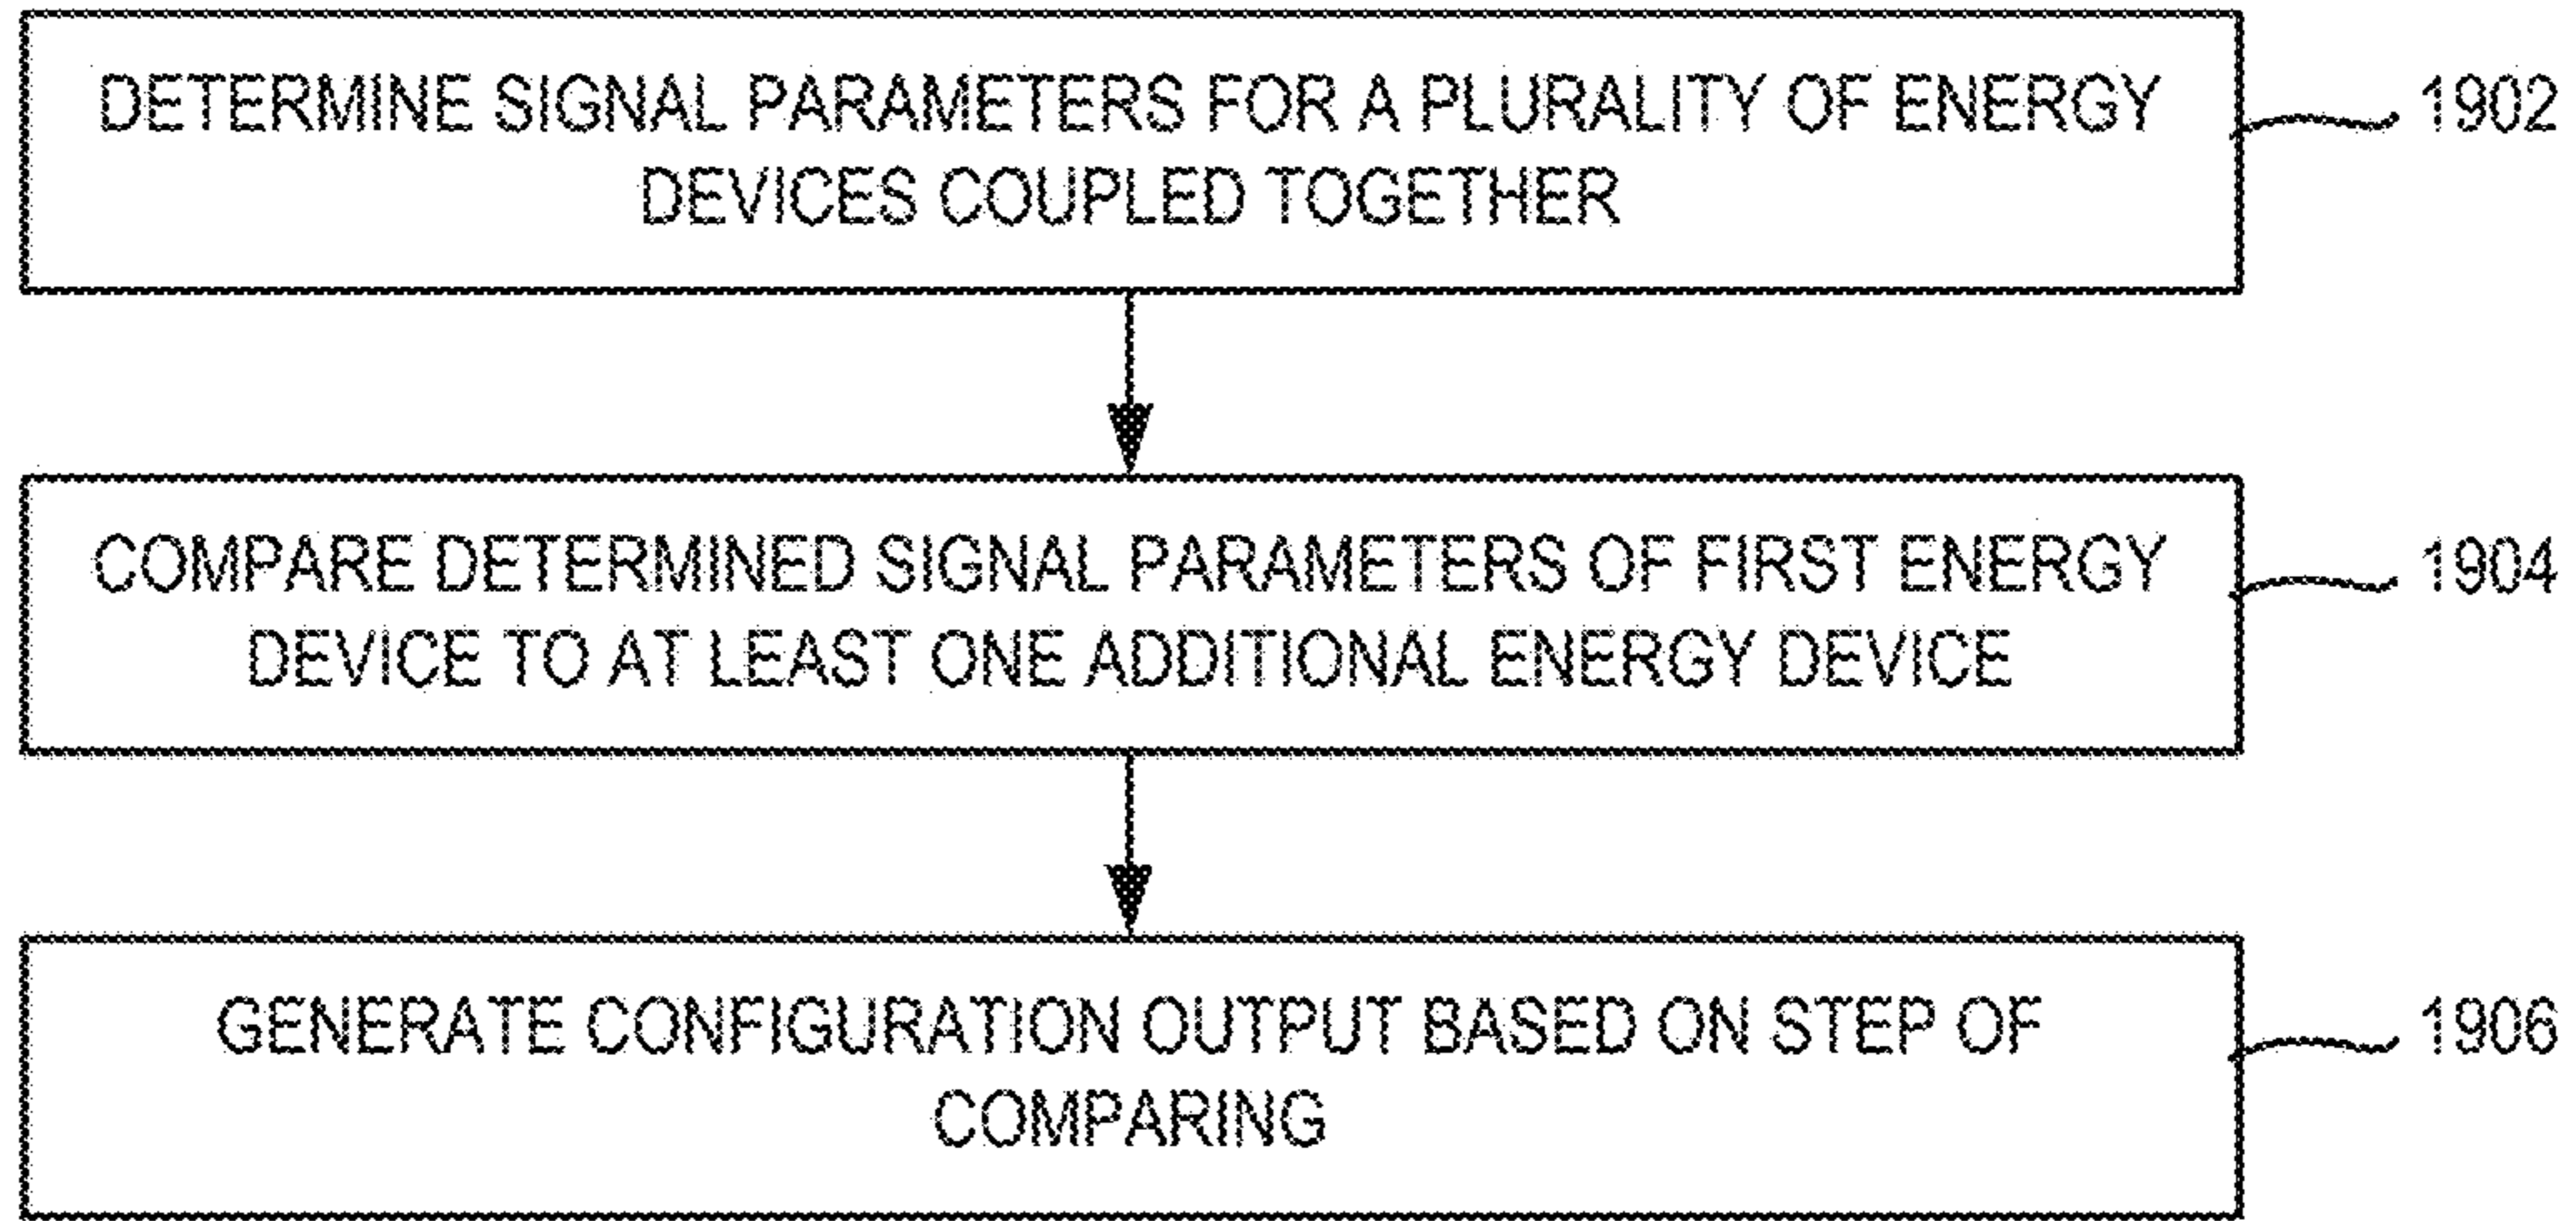 DETERMINE SIGNAL PARAMETERS FOR A PLURALITY OF ENERGY
DEVICES COUPLED TOGETHER
1902
COMPARE DETERMINED SIGNAL PARAMETERS OF FIRST ENERGY
DEVICE TO AT LEAST ONE ADDITIONAL ENERGY DEVICE
1904
GENERATE CONFIGURATION OUTPUT BASED ON STEP OF
COMPARING
1906